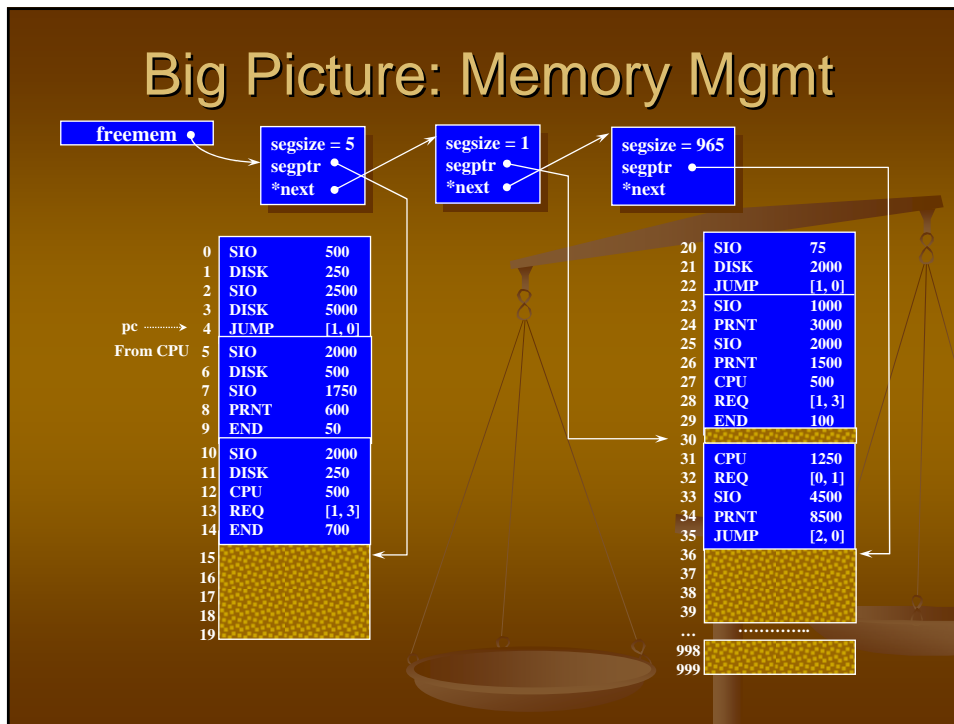 Big Picture: Memory Mgmt
freemem
segsize = 5
segptr
*next
segsize = 1
segptr
*next
segsize = 965
segptr
*next
0 SIO 500
1 DISK 250
2 SIO 2500
3 DISK 5000
pc 4 JUMP [1, 0]
From CPU 5 SIO 2000
6 DISK 500
7 SIO 1750
8 PRNT 600
9 END 50
10 SIO 2000
11 DISK 250
12 CPU 500
13 REQ [1, 3]
14 END 700
15
16
17
18
19
20 SIO 75
21 DISK 2000
22 JUMP [1, 0]
23 SIO 1000
24 PRNT 3000
25 SIO 2000
26 PRNT 1500
27 CPU 500
28 REQ [1, 3]
29 END 100
30
31 CPU 1250
32 REQ [0, 1]
33 SIO 4500
34 PRNT 8500
35 JUMP [2, 0]
36
37
38
39
... …………..
998
999